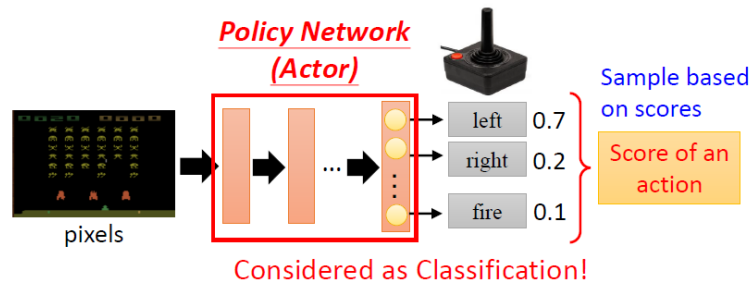 Policy Network
(Actor)
pixels
...
left 0.7
right 0.2
fire 0.1
Sample based
on scores
Score of an
action
Considered as Classification!